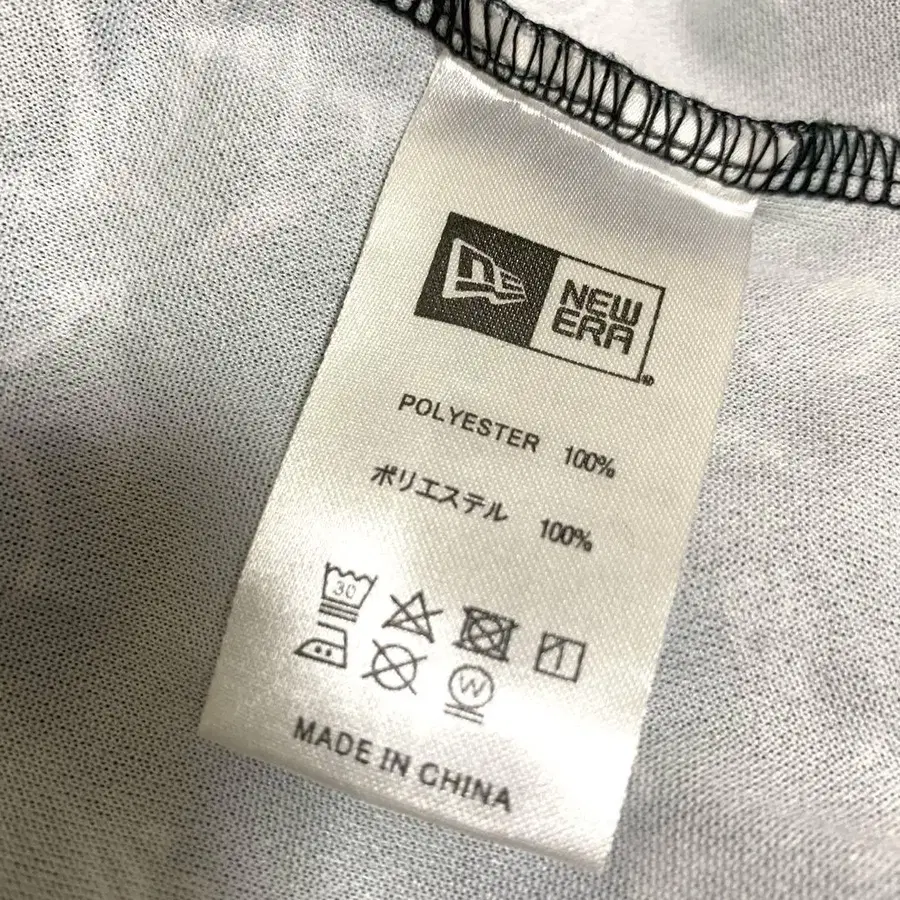 NEW
ERA
POLYESTER 100%
ポリエステル 100%
30
W
MADE IN CHINA